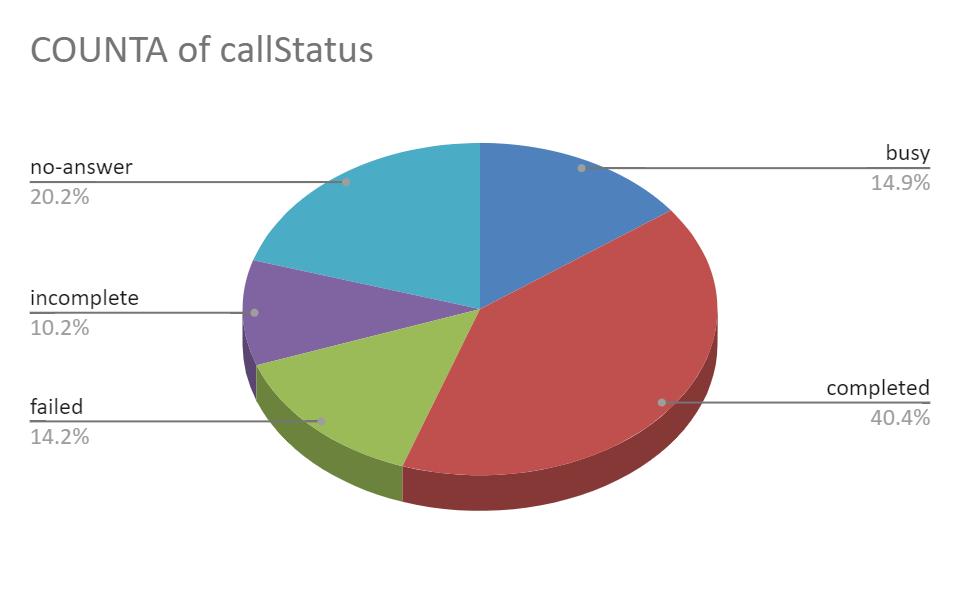 COUNTA of callStatus
no-answer
20.2%
busy
14.9%
incomplete
10.2%
completed
40.4%
failed
14.2%